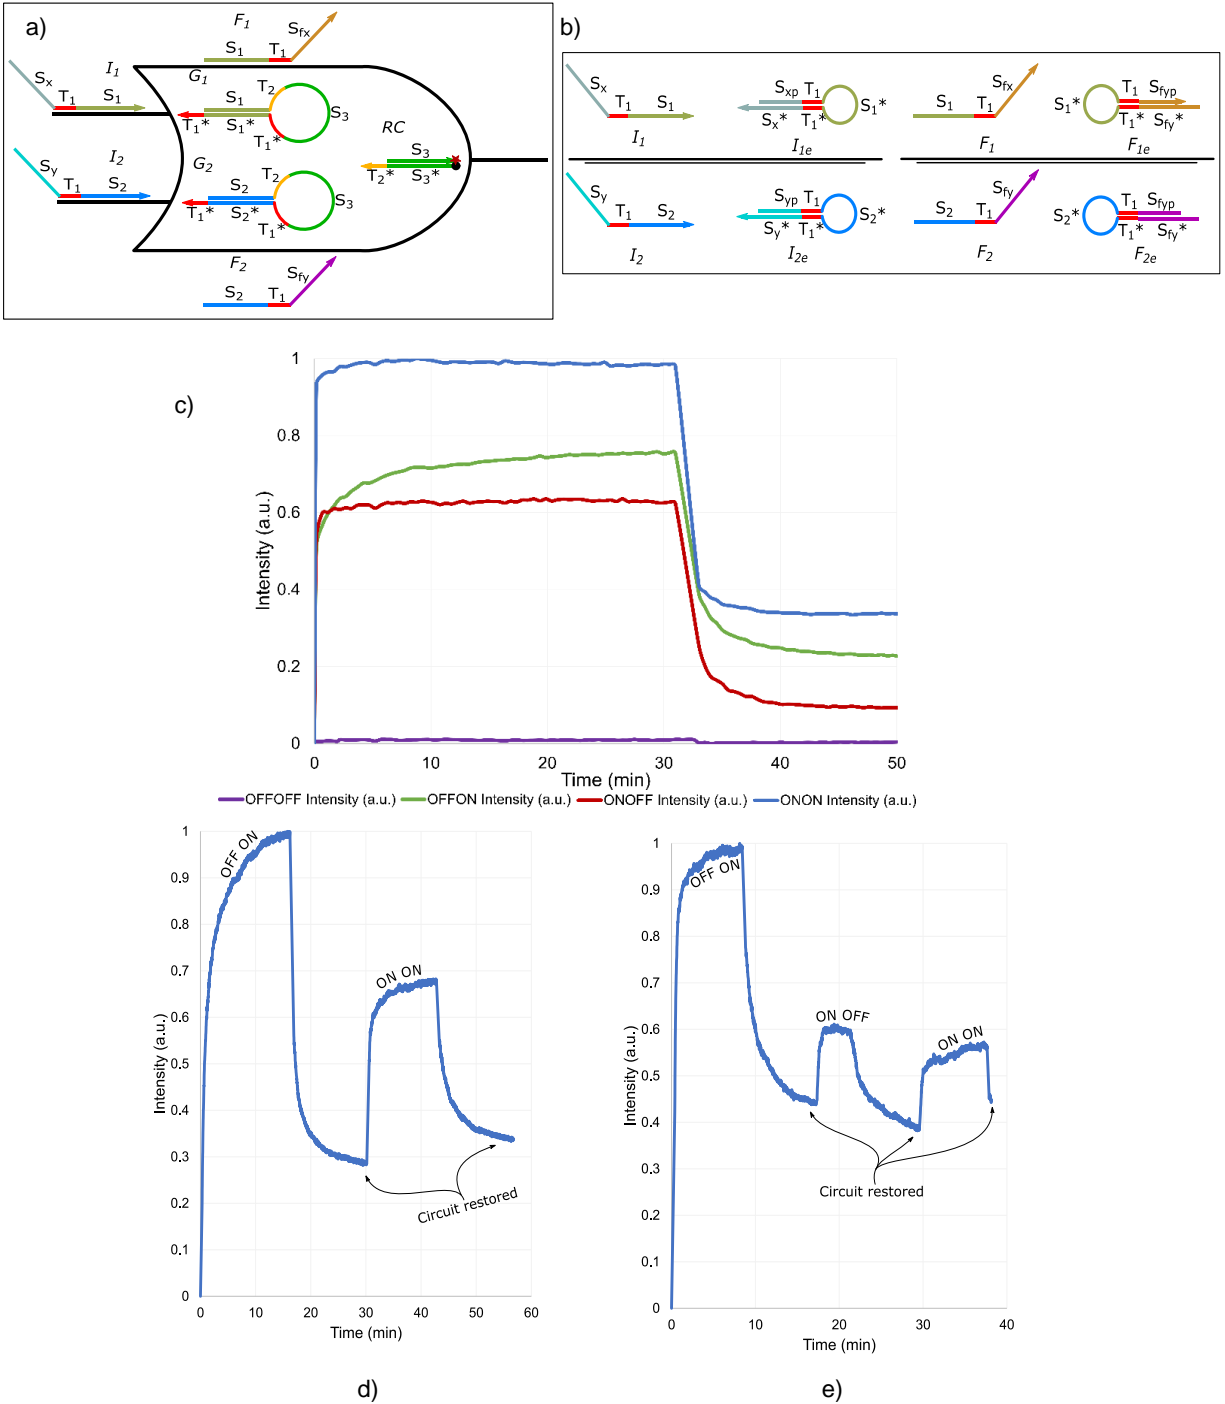 a)
F1
Sfx
S1 T1
I1
Sx
T1 S1
G1
T2
S1
S3
T1* S1*
T1*
RC
S3
T2* S3*
I2
Sy
T1 S2
G2
T2
S2
S3
T1* S2*
T1*
F2
Sfy
S2 T1
b)
Sx
T1 S1
I1
Sxp T1
S1*
Sx* T1*
I1e
Sfx
S1 T1
F1
T1 Sfyp
S1*
T1* Sfy*
F1e
Sy
T1 S2
I2
Syp T1
S2*
Sy* T1*
I2e
Sfy
S2 T1
F2
T1 Sfyp
S2*
T1* Sfy*
F2e
c)
Intensity (a.u.)
1
0.8
0.6
0.4
0.2
0
0 10 20 30 40 50
Time (min)
OFFOFF Intensity (a.u.) OFFON Intensity (a.u.) ONOFF Intensity (a.u.) ONON Intensity (a.u.)
Intensity (a.u.)
1
0.9
0.8
0.7
0.6
0.5
0.4
0.3
0.2
0.1
0
OFF ON
ON ON
Circuit restored
0 10 20 30 40 50 60
Time (min)
d)
Intensity (a.u.)
1
0.9
0.8
0.7
0.6
0.5
0.4
0.3
0.2
0.1
0
OFF ON
ON OFF
ON ON
Circuit restored
0 10 20 30 40
Time (min)
e)